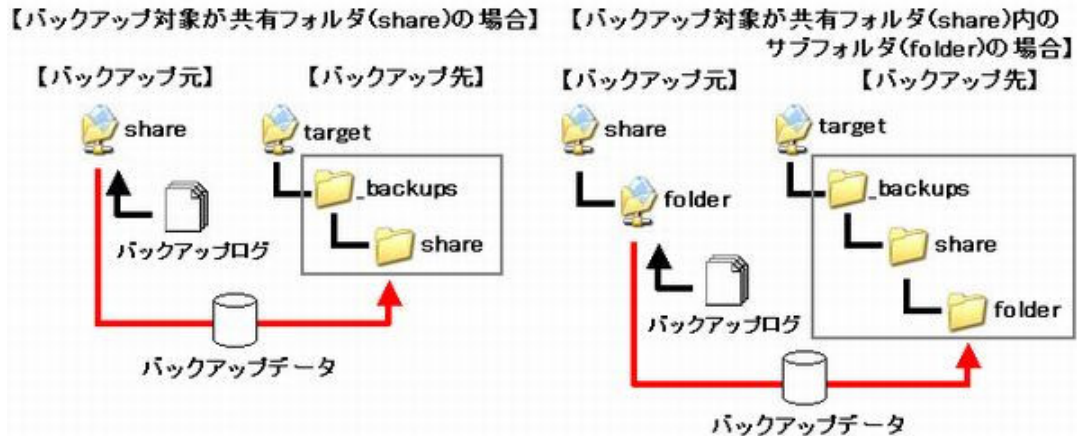 【バックアップ対象が共有フォルダ(share)の場合】
【バックアップ元】 【バックアップ先】
share
target
_backups
share
バックアップログ
バックアップデータ
【バックアップ対象が共有フォルダ(share)内の
サブフォルダ(folder)の場合】
【バックアップ元】 【バックアップ先】
share
target
folder
_backups
share
folder
バックアップログ
バックアップデータ